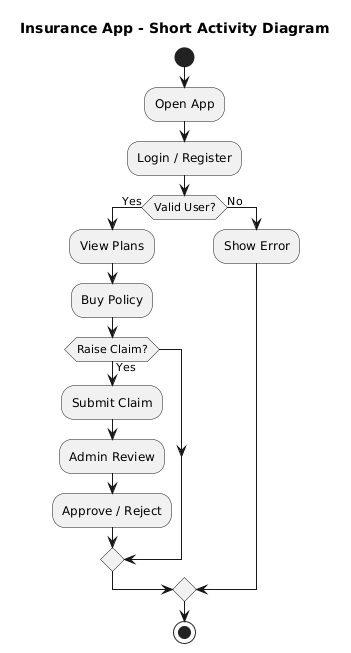 Insurance App - Short Activity Diagram
Open App
Login / Register
Valid User?
Yes
No
View Plans
Show Error
Buy Policy
Raise Claim?
Yes
Submit Claim
Admin Review
Approve / Reject